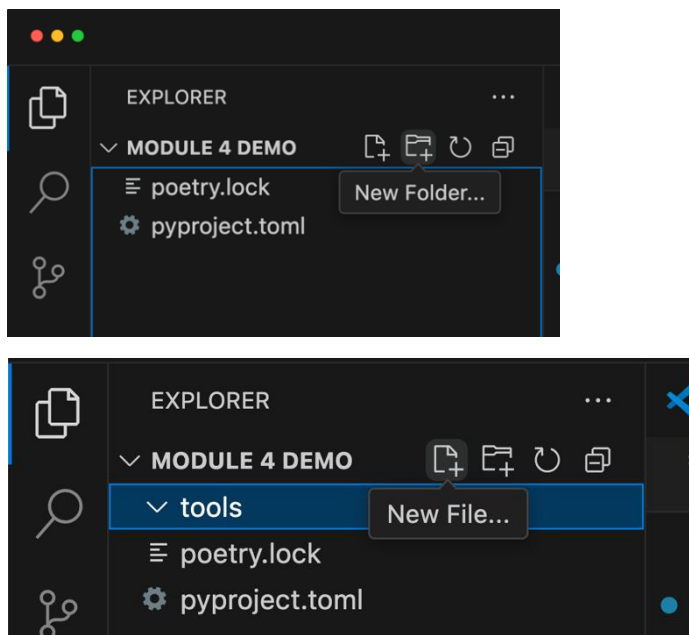 EXPLORER
MODULE 4 DEMO
poetry.lock
New Folder...
pyproject.toml
EXPLORER
MODULE 4 DEMO
tools
New File...
poetry.lock
pyproject.toml